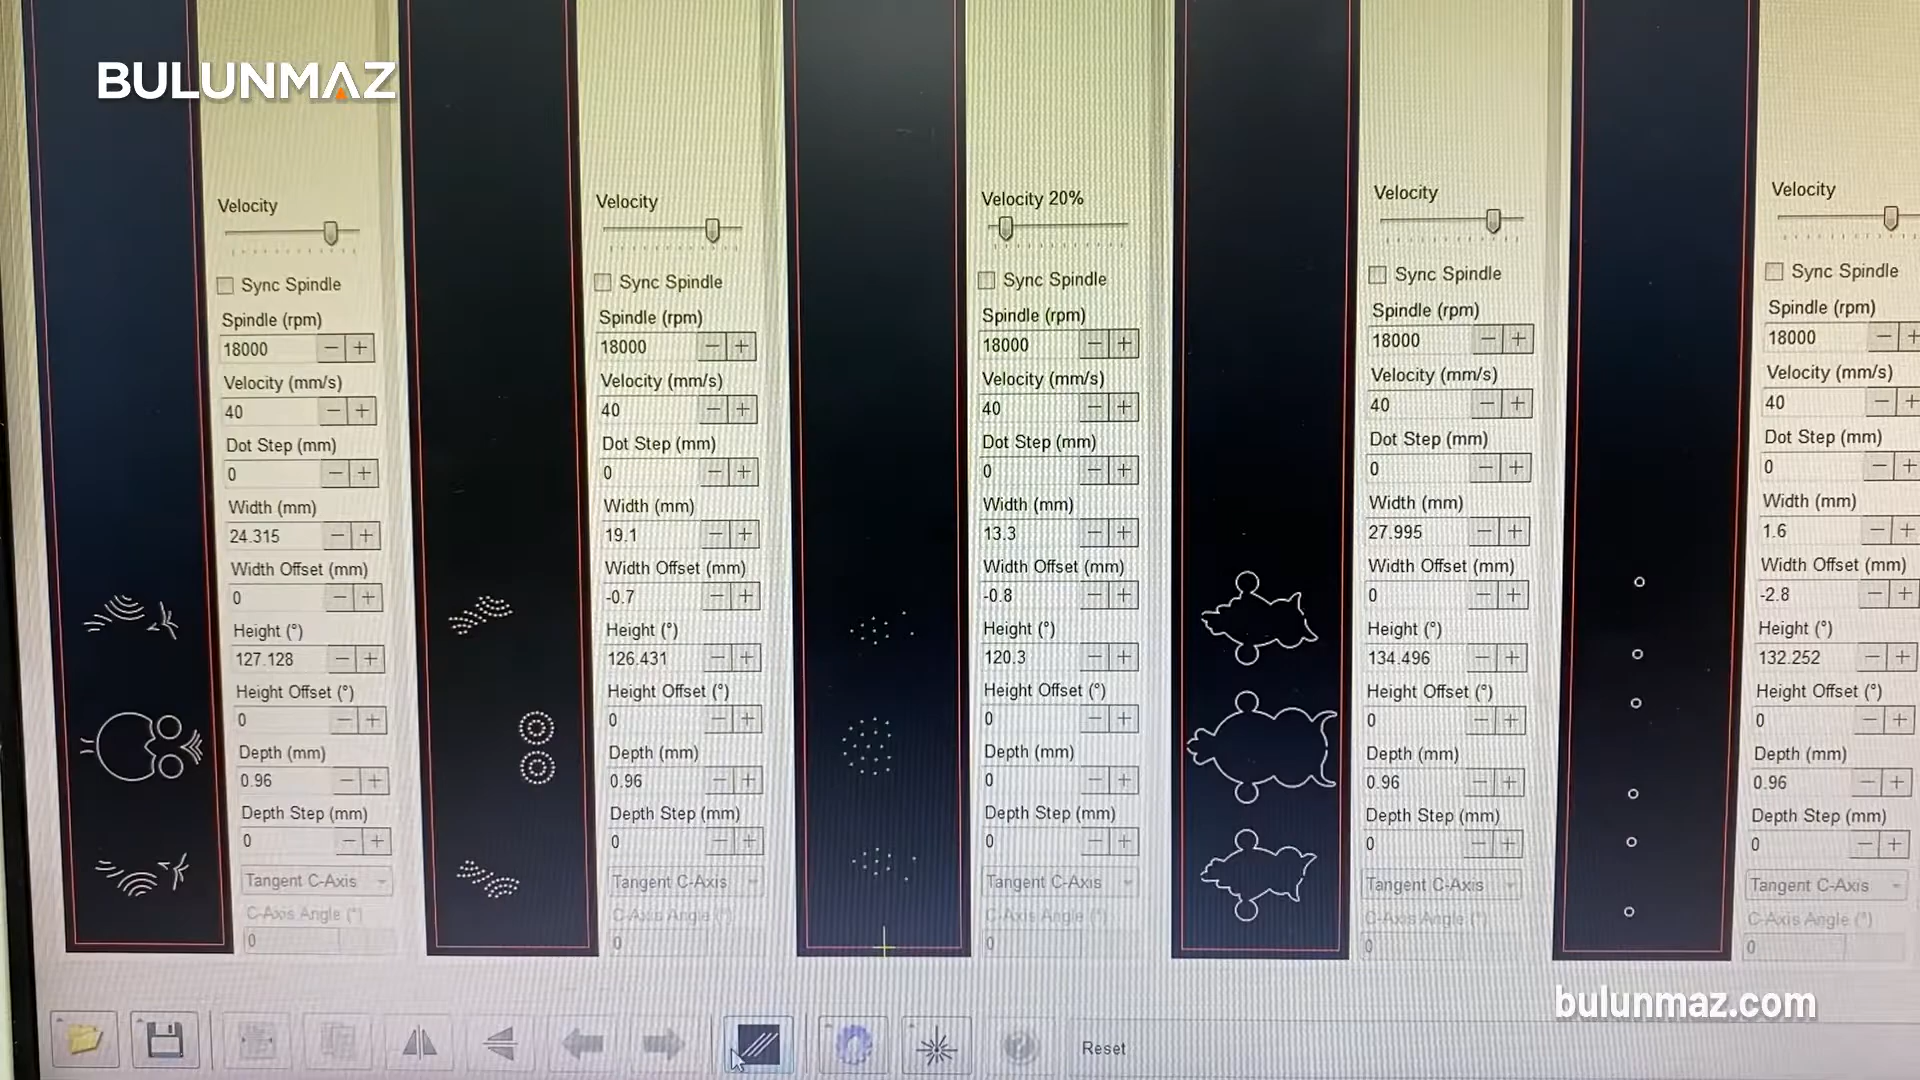 BULUNMAZ
Velocity
Sync Spindle
Spindle (rpm)
18000
Velocity (mm/s)
40
Dot Step (mm)
0
Width (mm)
24.315
Width Offset (mm)
0
Height (°)
127.128
Height Offset (°)
0
Depth (mm)
0.96
Depth Step (mm)
0
Tangent C-Axis
C-Axis Angle (°)
0
Velocity
Sync Spindle
Spindle (rpm)
18000
Velocity (mm/s)
40
Dot Step (mm)
0
Width (mm)
19.1
Width Offset (mm)
-0.7
Height (°)
126.431
Height Offset (°)
0
Depth (mm)
0.96
Depth Step (mm)
0
Tangent C-Axis
C-Axis Angle (°)
0
Velocity 20%
Sync Spindle
Spindle (rpm)
18000
Velocity (mm/s)
40
Dot Step (mm)
0
Width (mm)
13.3
Width Offset (mm)
-0.8
Height (°)
120.3
Height Offset (°)
0
Depth (mm)
0
Depth Step (mm)
0
Tangent C-Axis
C-Axis Angle (°)
0
Velocity
Sync Spindle
Spindle (rpm)
18000
Velocity (mm/s)
40
Dot Step (mm)
0
Width (mm)
27.995
Width Offset (mm)
0
Height (°)
134.496
Height Offset (°)
0
Depth (mm)
0.96
Depth Step (mm)
0
Tangent C-Axis
C-Axis Angle (°)
0
Velocity
Sync Spindle
Spindle (rpm)
18000
Velocity (mm/s)
40
Dot Step (mm)
0
Width (mm)
1.6
Width Offset (mm)
-2.8
Height (°)
132.252
Height Offset (°)
0
Depth (mm)
0.96
Depth Step (mm)
0
Tangent C-Axis
C-Axis Angle (°)
0
bulunmaz.com
Reset